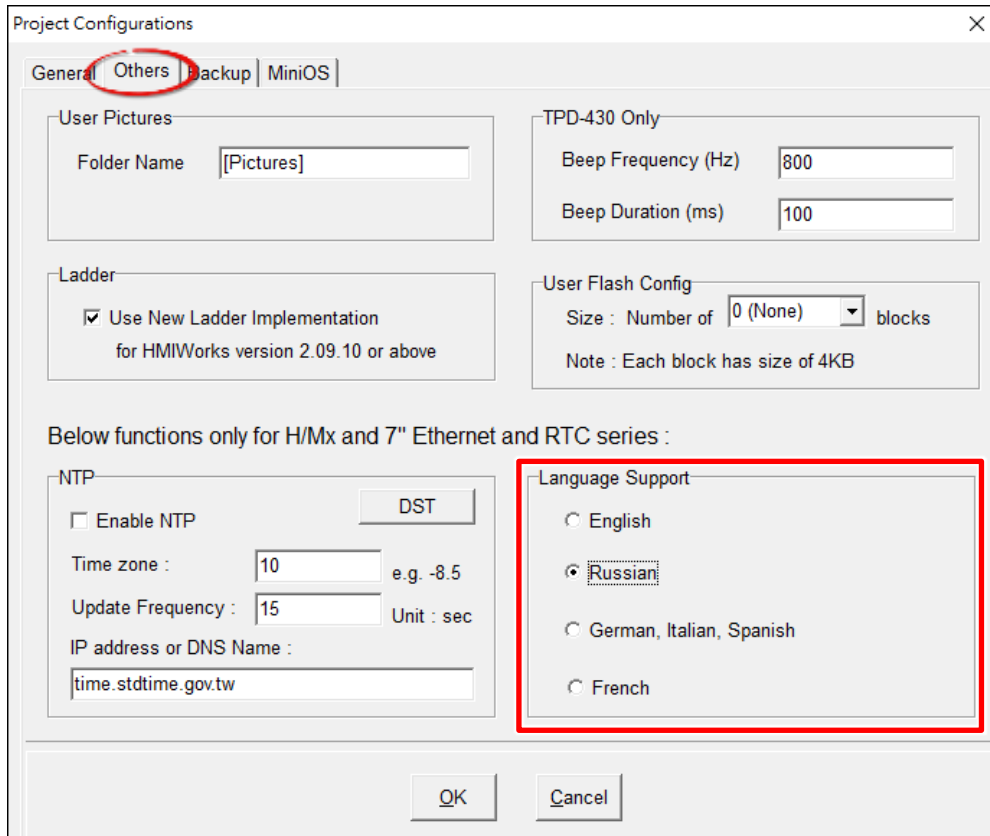 Project Configurations
General Others Backup MiniOS
User Pictures
Folder Name [Pictures]
TPD-430 Only
Beep Frequency (Hz) 800
Beep Duration (ms) 100
Ladder
Use New Ladder Implementation
for HMIWorks version 2.09.10 or above
User Flash Config
Size : Number of 0 (None) blocks
Note : Each block has size of 4KB
Below functions only for H/Mx and 7" Ethernet and RTC series :
NTP
Enable NTP DST
Time zone : 10 e.g. -8.5
Update Frequency : 15 Unit : sec
IP address or DNS Name :
time.stdtime.gov.tw
Language Support
English
Russian
German, Italian, Spanish
French
OK Cancel